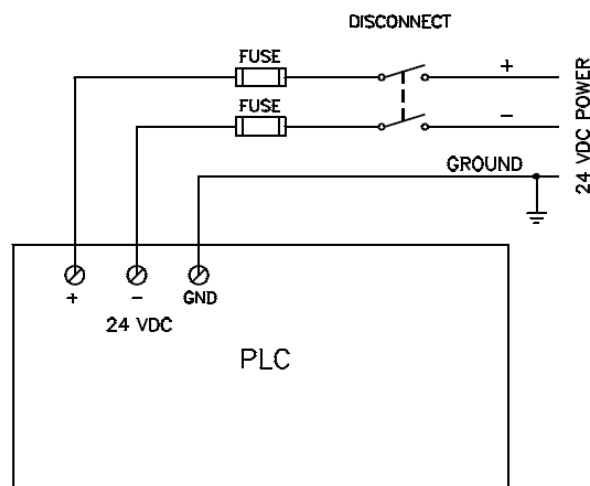 DISCONNECT
FUSE
+
FUSE
−
24 VDC POWER
GROUND
+
−
GND
24 VDC
PLC